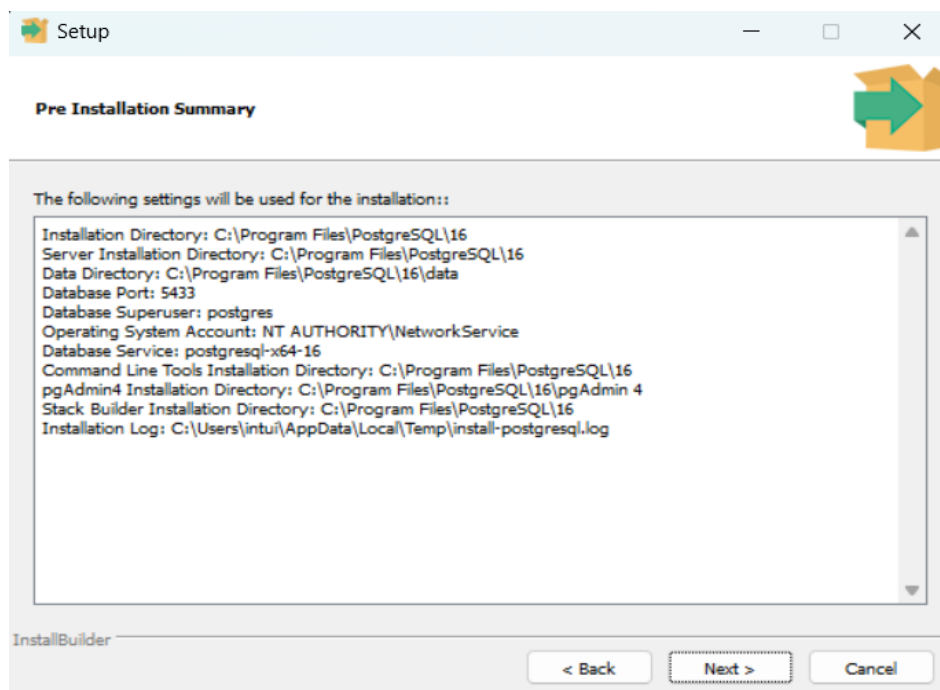 Setup
Pre Installation Summary
The following settings will be used for the installation::
Installation Directory: C:\Program Files\PostgreSQL\16
Server Installation Directory: C:\Program Files\PostgreSQL\16
Data Directory: C:\Program Files\PostgreSQL\16\data
Database Port: 5433
Database Superuser: postgres
Operating System Account: NT AUTHORITY\NetworkService
Database Service: postgresql-x64-16
Command Line Tools Installation Directory: C:\Program Files\PostgreSQL\16
pgAdmin4 Installation Directory: C:\Program Files\PostgreSQL\16\pgAdmin 4
Stack Builder Installation Directory: C:\Program Files\PostgreSQL\16
Installation Log: C:\Users\intui\AppData\Local\Temp\install-postgresql.log
InstallBuilder
< Back
Next >
Cancel